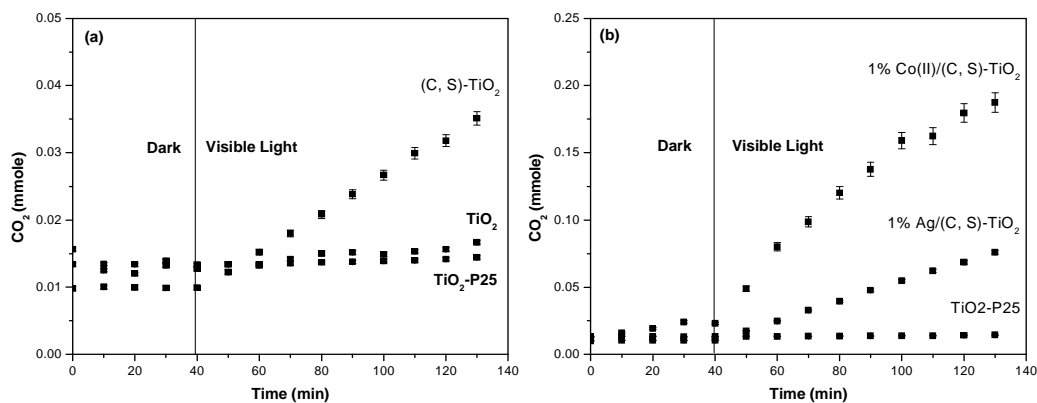 (a)
(C, S)-TiO₂
Dark
Visible Light
TiO₂
TiO₂-P25
CO₂ (mmole)
0.05
0.04
0.03
0.02
0.01
0.00
0 20 40 60 80 100 120 140
Time (min)
(b)
1% Co(II)/(C, S)-TiO₂
Dark
Visible Light
1% Ag/(C, S)-TiO₂
TiO2-P25
CO₂ (mmole)
0.25
0.20
0.15
0.10
0.05
0.00
0 20 40 60 80 100 120 140
Time (min)